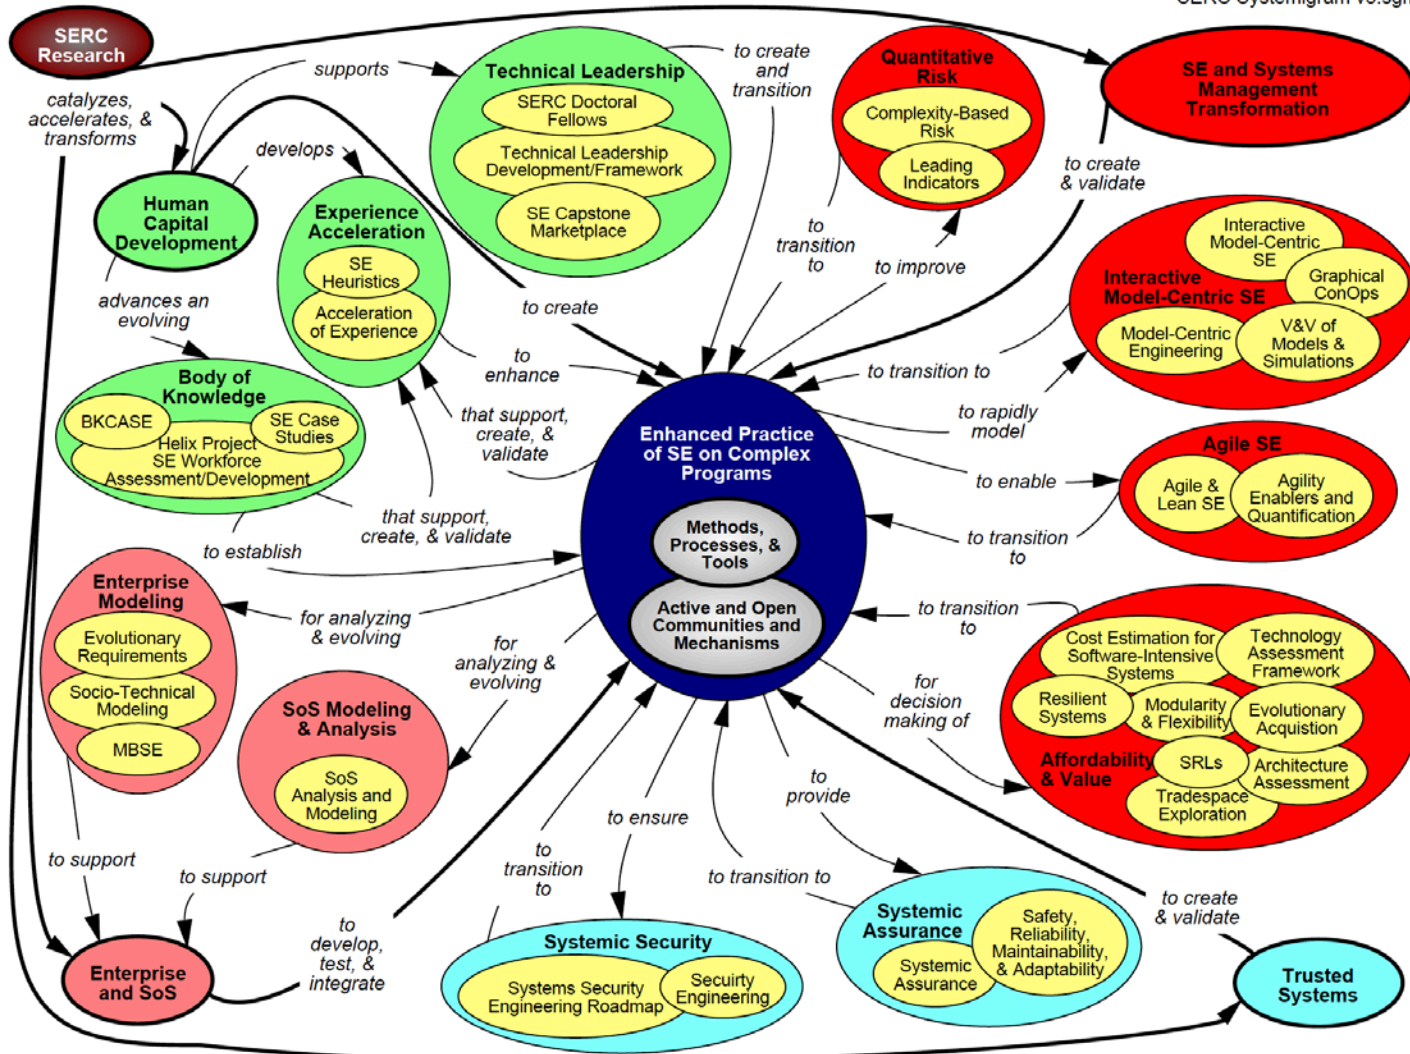 SERC Systemigram v3.sgm
SERC
Research
catalyzes,
accelerates, &
transforms
supports
develops
Human
Capital
Development
advances an
evolving
Technical Leadership
SERC Doctoral
Fellows
Technical Leadership
Development/Framework
SE Capstone
Marketplace
to create
and
transition
Quantitative
Risk
Complexity-Based
Risk
Leading
Indicators
SE and Systems
Management
Transformation
to create
& validate
Experience
Acceleration
SE
Heuristics
Acceleration
of Experience
to create
to
enhance
to
transition
to
to improve
Interactive
Model-Centric SE
Interactive
Model-Centric
SE
Graphical
ConOps
Model-Centric
Engineering
V&V of
Models &
Simulations
to transition to
to rapidly
model
Body of
Knowledge
BKCASE
SE Case
Studies
Helix Project
SE Workforce
Assessment/Development
that support,
create, &
validate
that support,
create, & validate
to establish
Enhanced Practice
of SE on Complex
Programs
Methods,
Processes, &
Tools
Active and Open
Communities and
Mechanisms
Agile SE
Agile &
Lean SE
Agility
Enablers and
Quantification
to enable
to transition
to
Enterprise
Modeling
Evolutionary
Requirements
Socio-Technical
Modeling
MBSE
for analyzing
& evolving
for
analyzing &
evolving
SoS Modeling
& Analysis
SoS
Analysis and
Modeling
to transition
to
for
decision
making of
Cost Estimation for
Software-Intensive
Systems
Technology
Assessment
Framework
Resilient
Systems
Modularity
& Flexibility
Evolutionary
Acquistion
Affordability
& Value
SRLs
Architecture
Assessment
Tradespace
Exploration
to support
to support
to
develop,
test, &
integrate
Enterprise
and SoS
to
transition
to
to ensure
to
provide
to transition to
Systemic Security
Systems Security
Engineering Roadmap
Secuirty
Engineering
Systemic
Assurance
Systemic
Assurance
Safety,
Reliability,
Maintainability,
& Adaptability
to create
& validate
Trusted
Systems